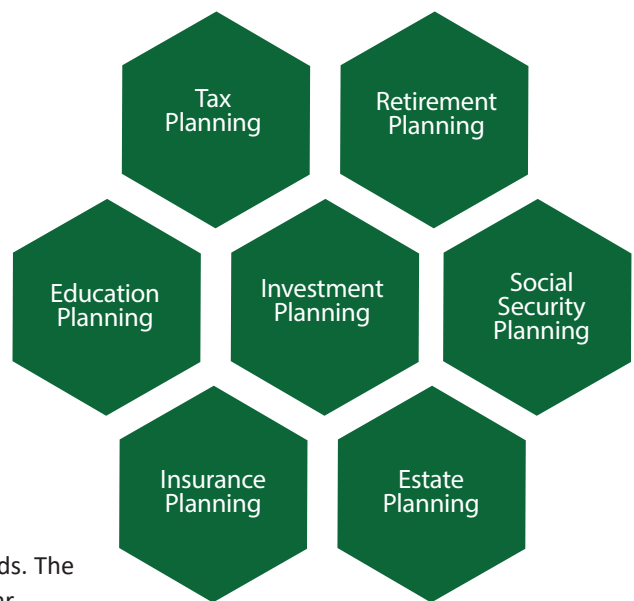 Tax
Planning
Retirement
Planning
Education
Planning
Investment
Planning
Social
Security
Planning
Insurance
Planning
Estate
Planning
ds. The